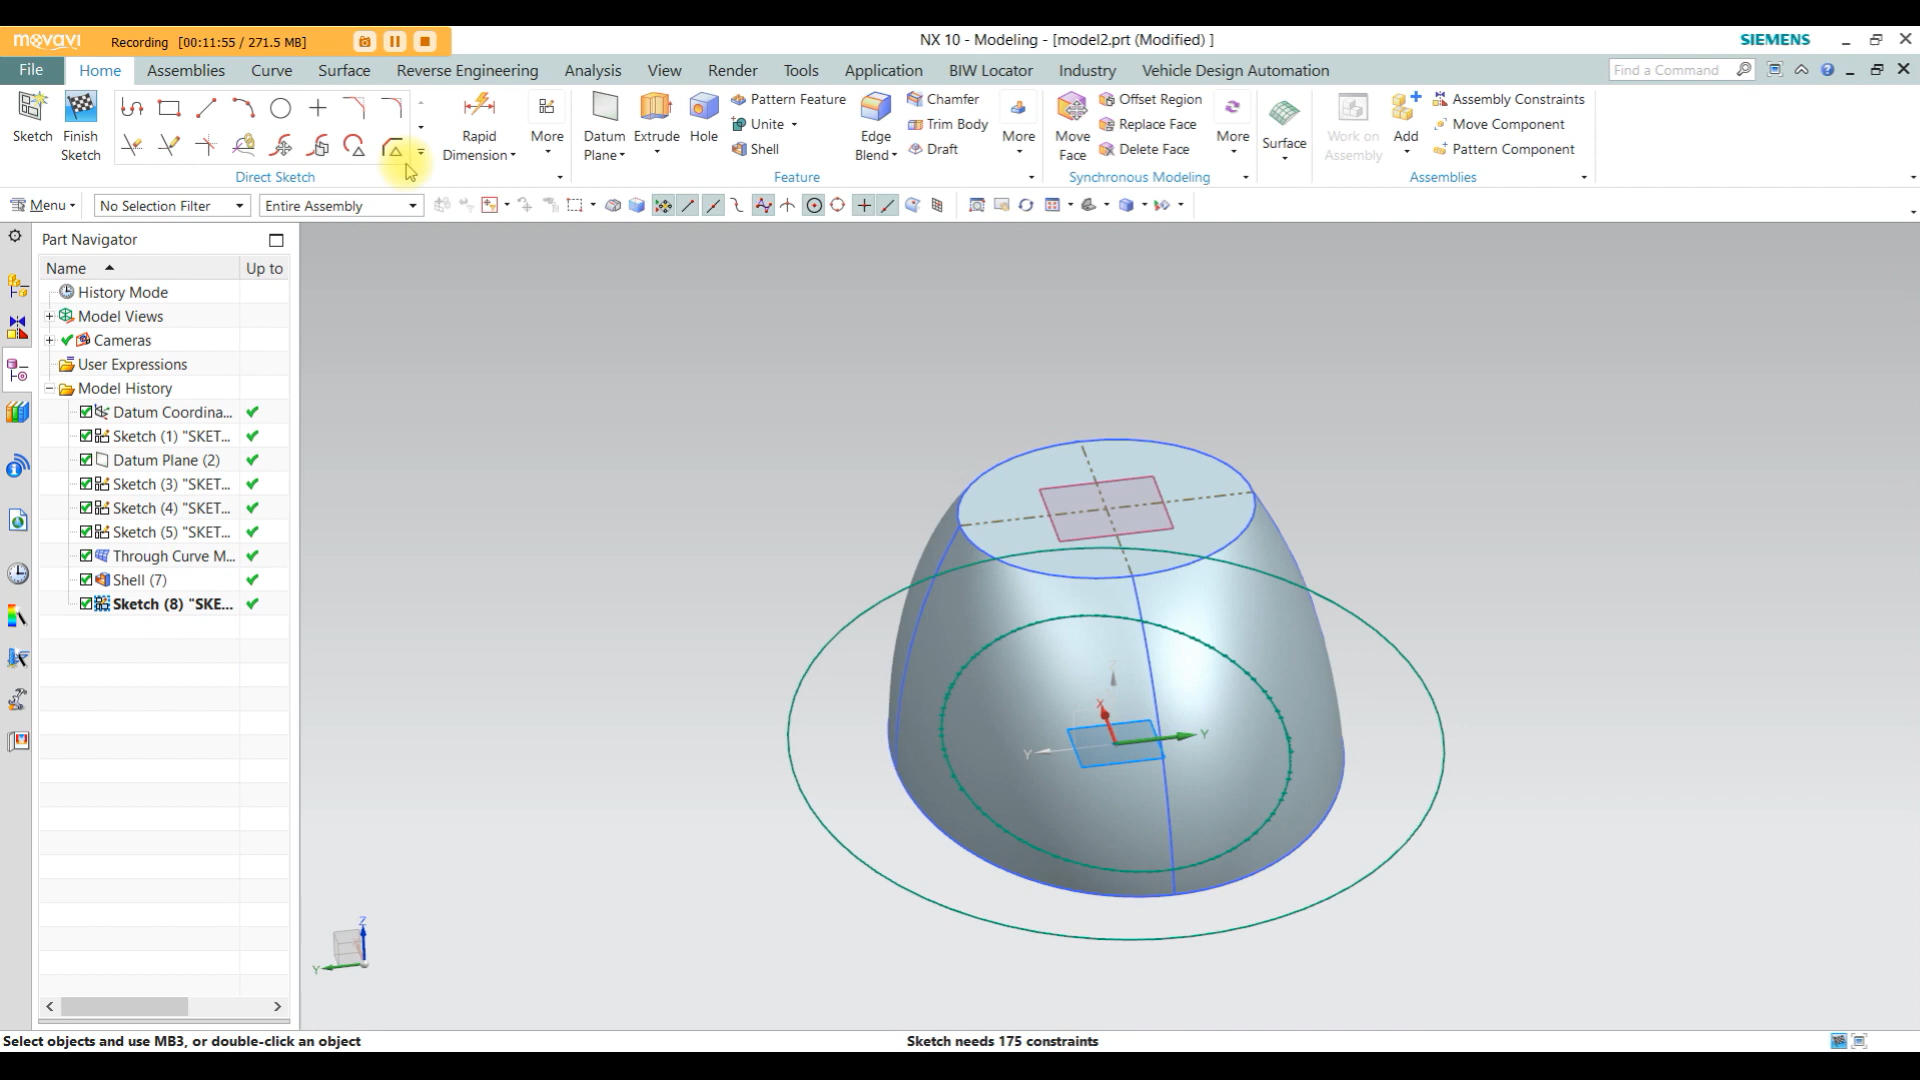 movavi
Recording [00:11:55 / 271.5 MB]
NX 10 - Modeling - [model2.prt (Modified) ]
SIEMENS
File Home Assemblies Curve Surface Reverse Engineering Analysis View Render Tools Application BIW Locator Industry Vehicle Design Automation
Find a Command
Sketch
Finish
Sketch
Direct Sketch
Rapid
Dimension
More
Datum
Plane
Extrude
Hole
Pattern Feature
Unite
Shell
Edge
Blend
Chamfer
Trim Body
Draft
More
Feature
Move
Face
Offset Region
Replace Face
Delete Face
More
Synchronous Modeling
Surface
Work on
Assembly
Add
Assembly Constraints
Move Component
Pattern Component
Assemblies
Menu
No Selection Filter
Entire Assembly
Part Navigator
Name Up to
History Mode
Model Views
Cameras
User Expressions
Model History
Datum Coordina...
Sketch (1) "SKET...
Datum Plane (2)
Sketch (3) "SKET...
Sketch (4) "SKET...
Sketch (5) "SKET...
Through Curve M...
Shell (7)
Sketch (8) "SKE...
Z
X
Y
Y
Z
Y
Select objects and use MB3, or double-click an object
Sketch needs 175 constraints